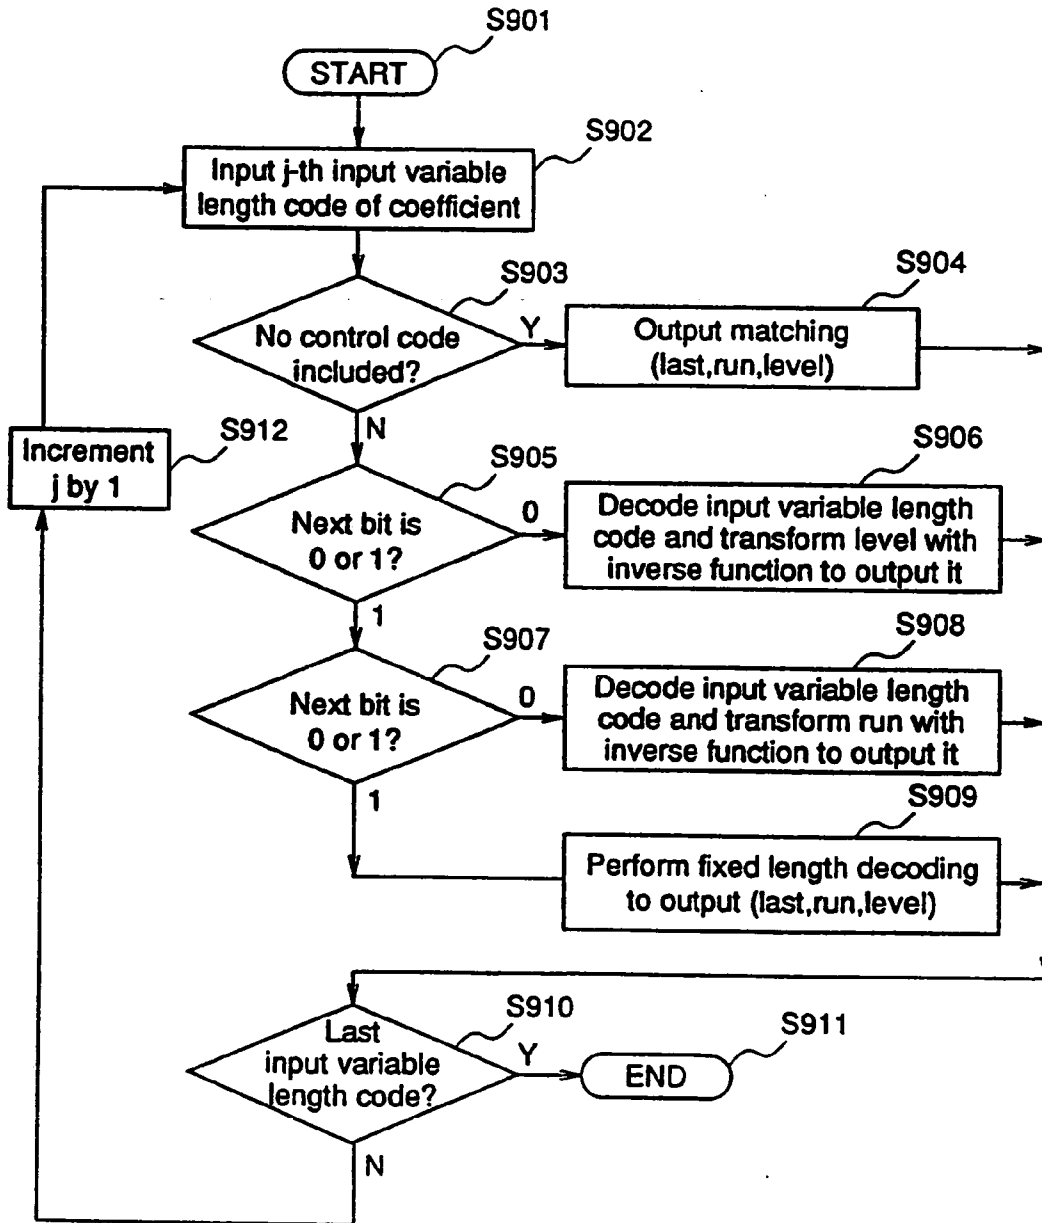 S901
START
S902
Input j-th input variable
length code of coefficient
S903
No control code
included?
Y
N
S904
Output matching
(last,run,level)
S912
Increment
j by 1
S905
Next bit is
0 or 1?
0
1
S906
Decode input variable length
code and transform level with
inverse function to output it
S907
Next bit is
0 or 1?
0
1
S908
Decode input variable length
code and transform run with
inverse function to output it
S909
Perform fixed length decoding
to output (last,run,level)
S910
Last
input variable
length code?
Y
N
S911
END